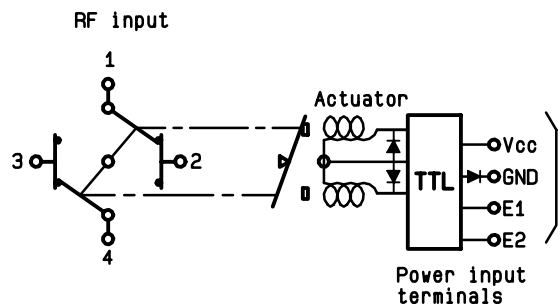 RF input
1
Actuator
3
2
4
TTL
Vcc
GND
E1
E2
Power input
terminals